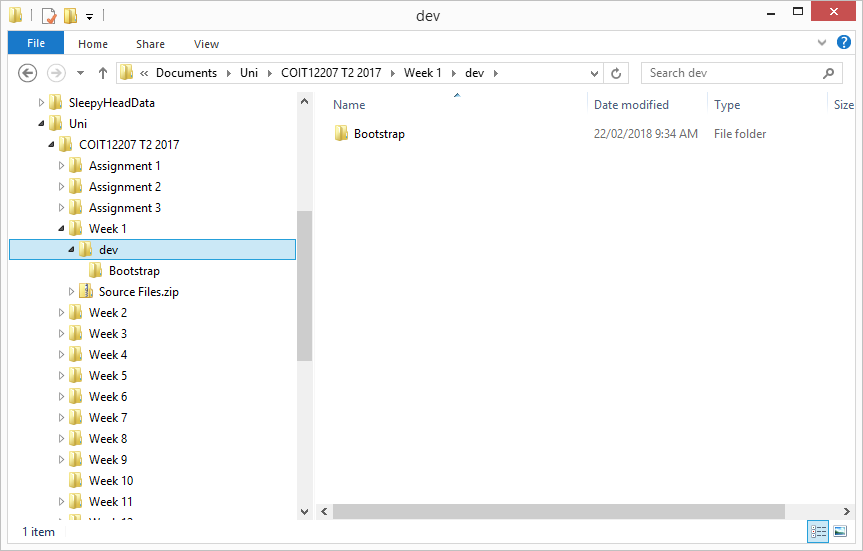 dev
File Home Share View
« Documents Uni COIT12207 T2 2017 Week 1 dev Search dev
SleepyHeadData
Uni
COIT12207 T2 2017
Assignment 1
Assignment 2
Assignment 3
Week 1
dev
Bootstrap
Source Files.zip
Week 2
Week 3
Week 4
Week 5
Week 6
Week 7
Week 8
Week 9
Week 10
Week 11
Week 12
Name Date modified Type Size
Bootstrap 22/02/2018 9:34 AM File folder
1 item